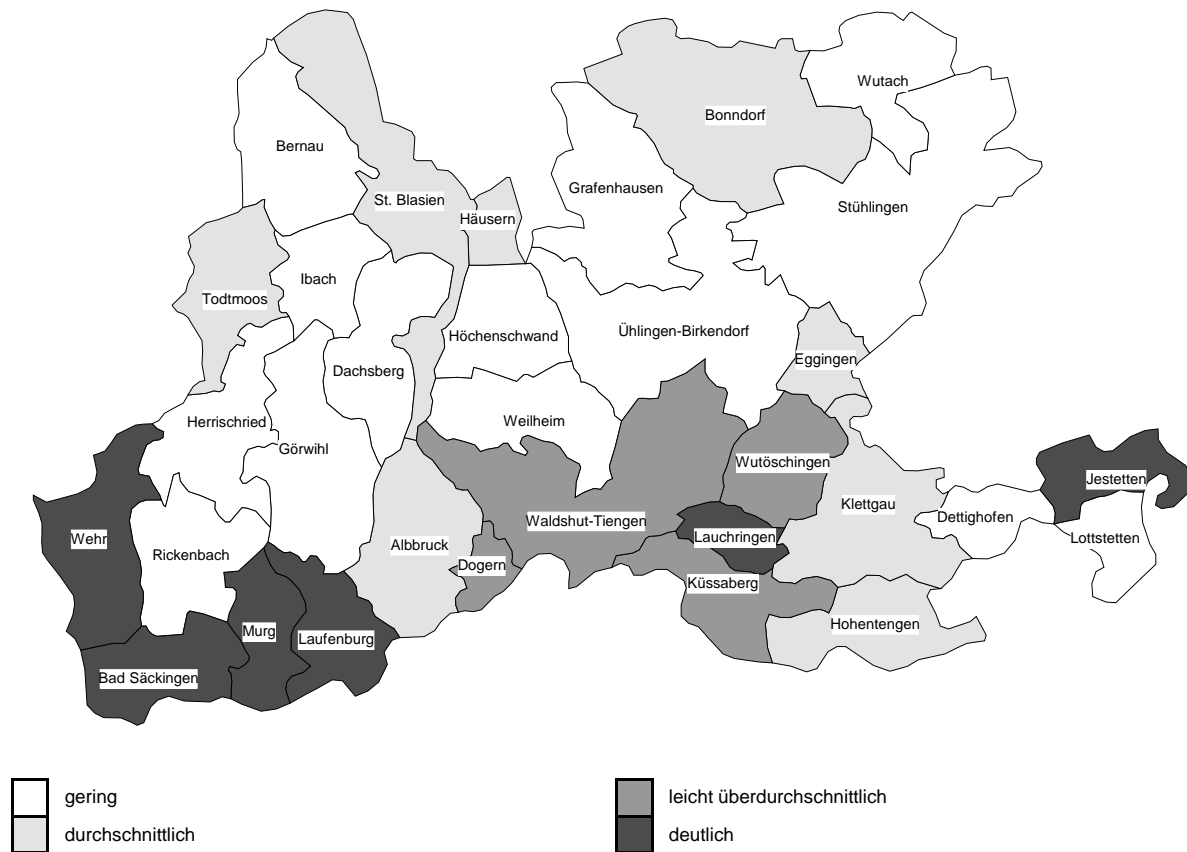 Wutach
Bonndorf
Bernau
Grafenhausen
St. Blasien
Stühlingen
Häusern
Ibach
Todtmoos
Höchenschwand
Ühlingen-Birkendorf
Eggingen
Dachsberg
Herrischried
Weilheim
Görwihl
Wutöschingen
Jestetten
Klettgau
Dettighofen
Waldshut-Tiengen
Wehr
Lauchringen
Lottstetten
Albbruck
Rickenbach
Dogern
Küssaberg
Hohentengen
Murg
Laufenburg
Bad Säckingen
gering
leicht überdurchschnittlich
durchschnittlich
deutlich